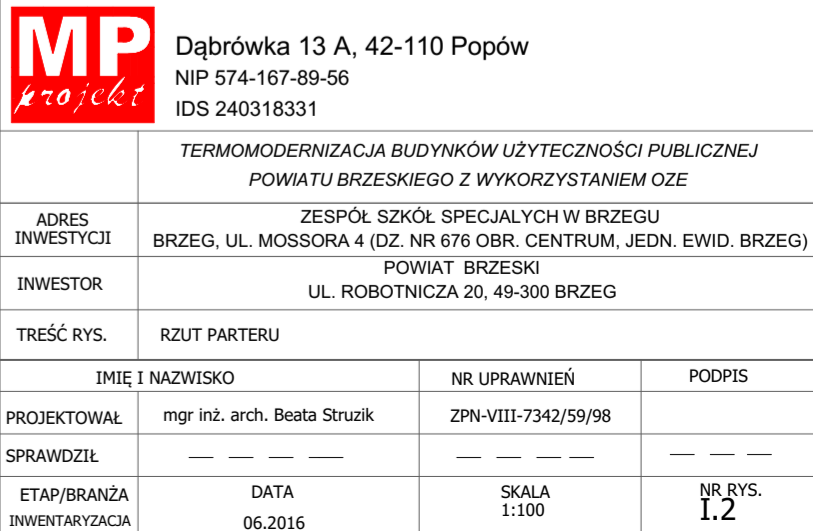 MP
projekt
Dąbrówka 13 A, 42-110 Popów
NIP 574-167-89-56
IDS 240318331
TERMOMODERNIZACJA BUDYNKÓW UŻYTECZNOŚCI PUBLICZNEJ
POWIATU BRZESKIEGO Z WYKORZYSTANIEM OZE
ADRES
INWESTYCJI
ZESPÓŁ SZKÓŁ SPECJALYCH W BRZEGU
BRZEG, UL. MOSSORA 4 (DZ. NR 676 OBR. CENTRUM, JEDN. EWID. BRZEG)
INWESTOR
POWIAT BRZESKI
UL. ROBOTNICZA 20, 49-300 BRZEG
TREŚĆ RYS.
RZUT PARTERU
IMIĘ I NAZWISKO
NR UPRAWNIEŃ
PODPIS
PROJEKTOWAŁ
mgr inż. arch. Beata Struzik
ZPN-VIII-7342/59/98
SPRAWDZIŁ
ETAP/BRANŻA
INWENTARYZACJA
DATA
06.2016
SKALA
1:100
NR RYS.
I.2